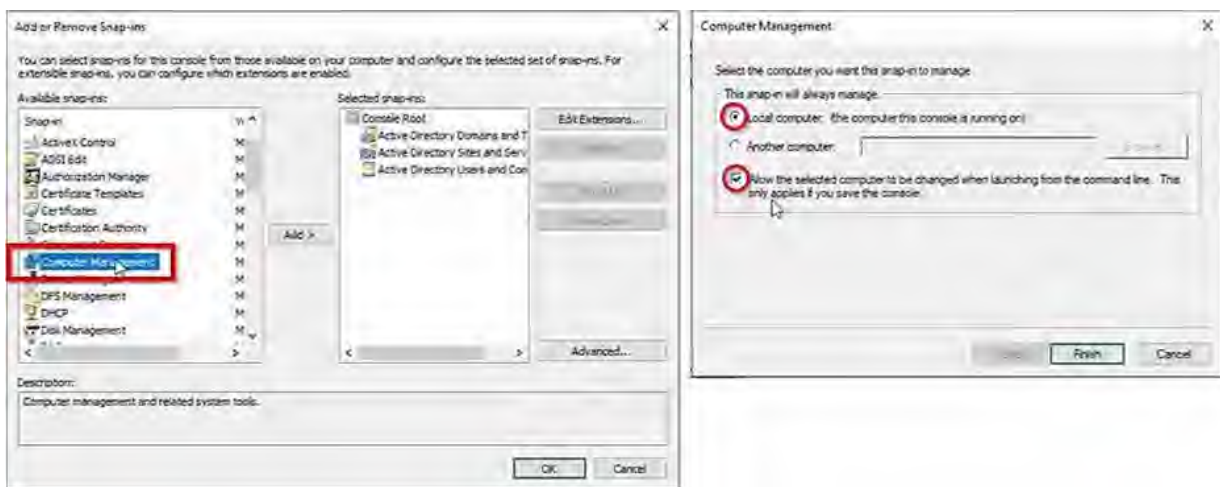 Add or Remove Snap-ins
You can select snap-ins for this console from those available on your computer and configure the selected set of snap-ins. For
extensible snap-ins, you can configure which extensions are enabled.
Available snap-ins:
Snap-in
ActiveX Control
ADSI Edit
Authorization Manager
Certificate Templates
Certificates
Certification Authority
Computer Management
DFS Management
DHCP
Disk Management
Add >
Selected snap-ins:
Console Root
Active Directory Domains and T
Active Directory Sites and Serv
Active Directory Users and Com
Edit Extensions...
Advanced...
Description:
Computer management and related system tools.
OK
Cancel
Computer Management
Select the computer you want this snap-in to manage.
This snap-in will always manage:
Local computer: (the computer this console is running on)
Another computer:
Allow the selected computer to be changed when launching from the command line. This
only applies if you save the console.
Finish
Cancel